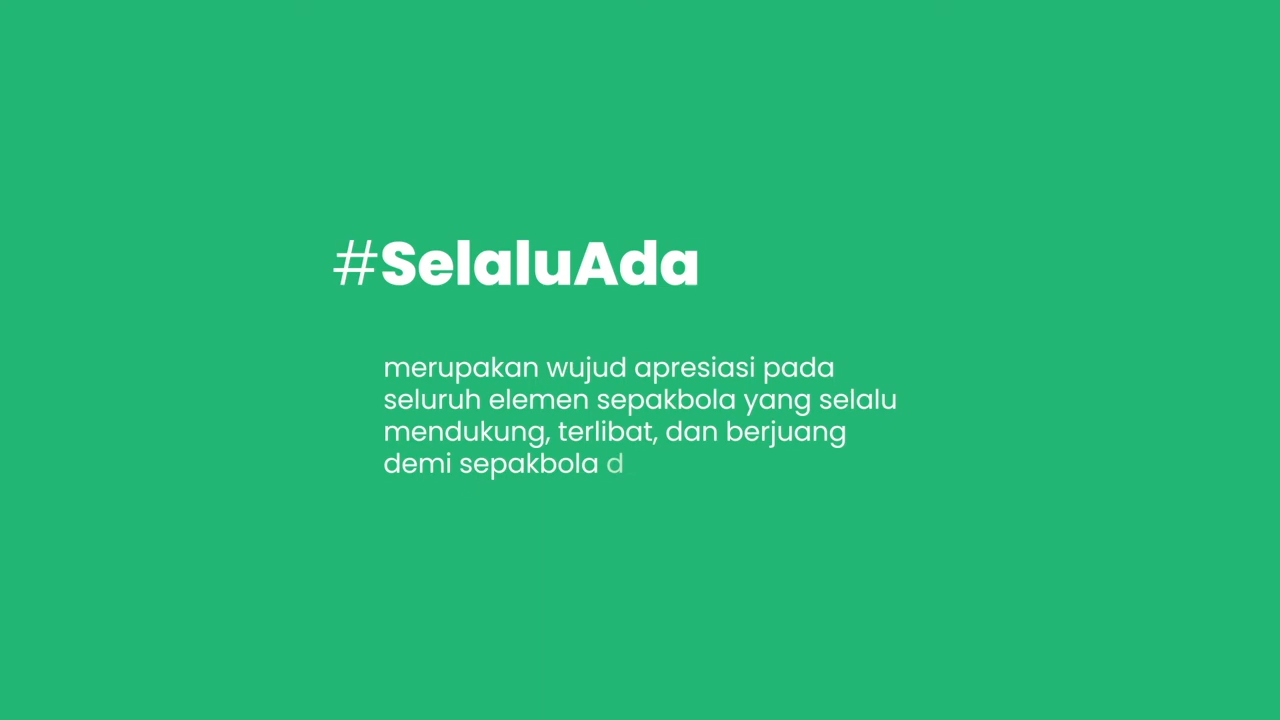 #SelaluAda
merupakan wujud apresiasi pada
seluruh elemen sepakbola yang selalu
mendukung, terlibat, dan berjuang
demi sepakbola d